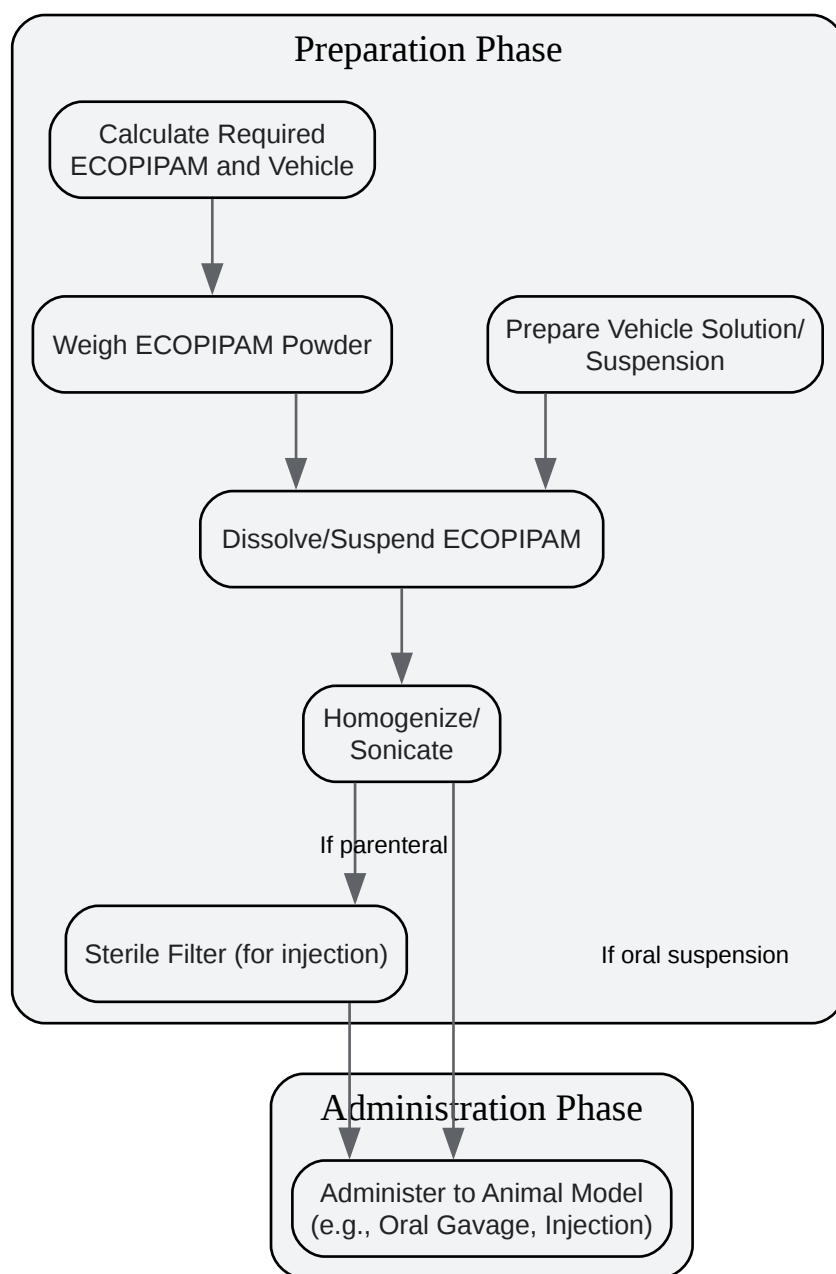 Preparation Phase
Calculate Required
ECOPIPAM and Vehicle
Weigh ECOPIPAM Powder
Prepare Vehicle Solution/
Suspension
Dissolve/Suspend ECOPIPAM
Homogenize/
Sonicate
If parenteral
Sterile Filter (for injection)
If oral suspension
Administration Phase
Administer to Animal Model
(e.g., Oral Gavage, Injection)